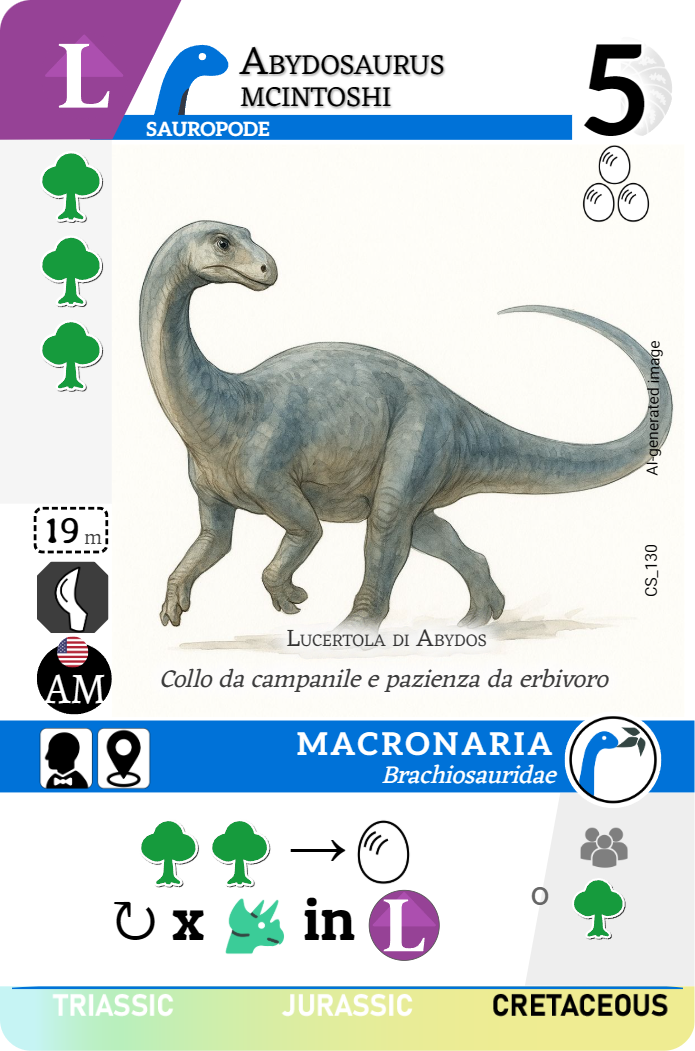 L
ABYDOSAURUS
MCINTOSHI
5
SAUROPODE
AI-generated image
19 m
CS_130
AM
LUCERTOLA DI ABYDOS
Collo da campanile e pazienza da erbivoro
MACRONARIA
Brachiosauridae
x in L
o
TRIASSIC JURASSIC CRETACEOUS